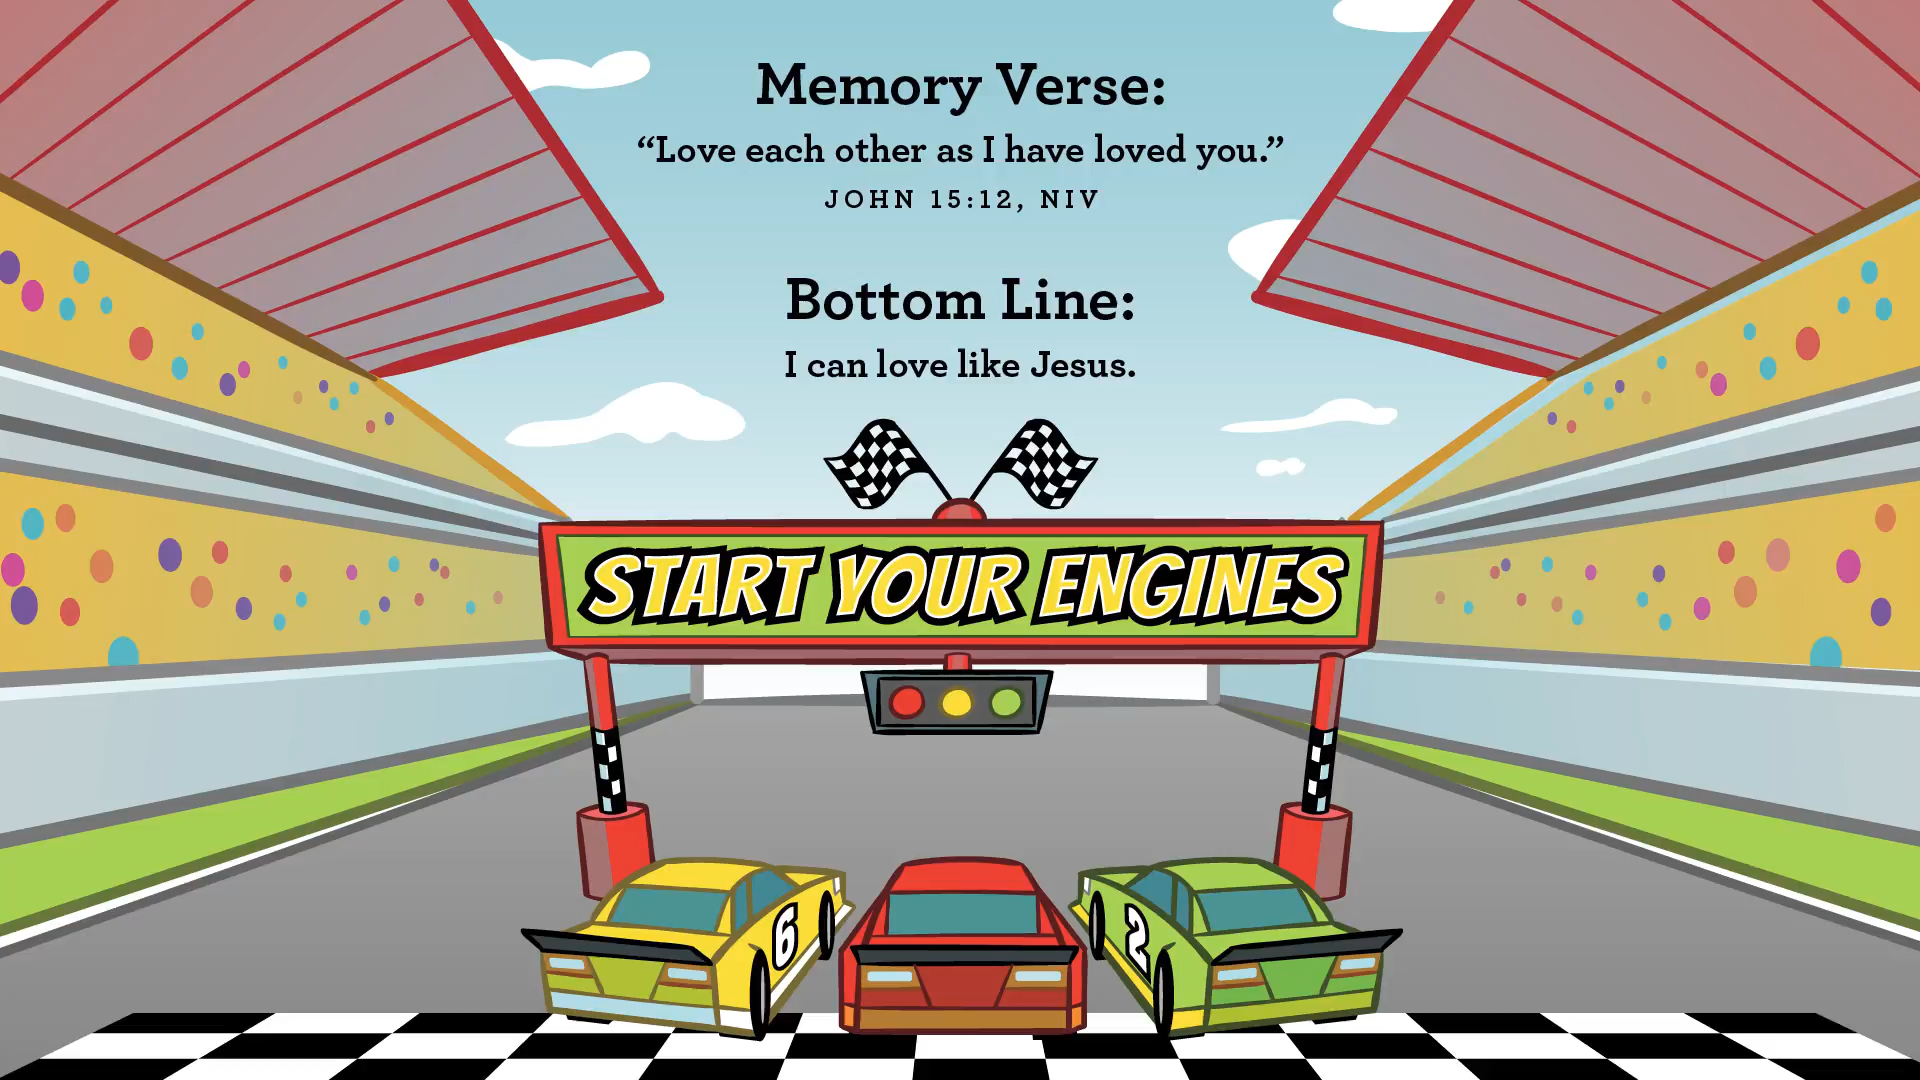 Memory Verse:
“Love each other as I have loved you.”
JOHN 15:12, NIV
Bottom Line:
I can love like Jesus.
START YOUR ENGINES
6
2